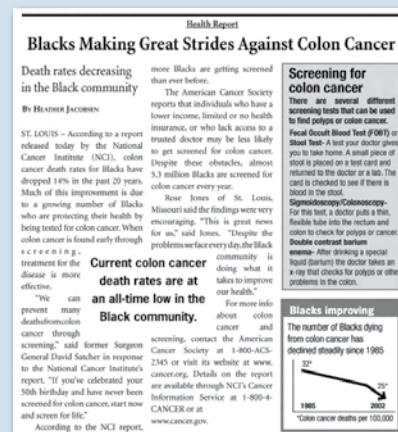 Health Report
Blacks Making Great Strides Against Colon Cancer
Death rates decreasing
in the Black community
BY HEATHER JACOBSEN
ST. LOUIS – According to a report
released today by the National
Cancer Institute (NCI), colon
cancer death rates for Blacks have
dropped 14% in the past 20 years.
Much of this improvement is due
to a growing number of Blacks
who are protecting their health by
being tested for colon cancer. When
colon cancer is found early through
screening,
treatment for the
disease is more
effective.
"We can
prevent many
deathsfromcolon
cancer through
screening," said former Surgeon
General David Satcher in response
to the National Cancer Institute's
report. "If you've celebrated your
50th birthday and have never been
screened for colon cancer, start now
and screen for life."
According to the NCI report,
more Blacks are getting screened
than ever before.
The American Cancer Society
reports that individuals who have a
lower income, limited or no health
insurance, or who lack access to a
trusted doctor may be less likely
to get screened for colon cancer.
Despite these obstacles, almost
5.3 million Blacks are screened for
colon cancer every year.
Rose Jones of St. Louis,
Missouri said the findings were very
encouraging. "This is great news
for us," said Jones. "Despite the
problems we face every day, the Black
community is
doing what it
takes to improve
our health."
For more info
about colon
cancer and
screening, contact the American
Cancer Society at 1-800-ACS-
2345 or visit its website at www.
cancer.org. Details on the report
are available through NCI's Cancer
Information Service at 1-800-4-
CANCER or at
www.cancer.gov.
Current colon cancer
death rates are at
an all-time low in the
Black community.
Screening for
colon cancer
There are several different
screening tests that can be used
to find polyps or colon cancer.
Fecal Occult Blood Test (FOBT) or
Stool Test- A test your doctor gives
you to take home. A small piece of
stool is placed on a test card and
returned to the doctor or a lab. The
card is checked to see if there is
blood in the stool.
Sigmoidoscopy/Colonoscopy-
For this test, a doctor puts a thin,
flexible tube into the rectum and
colon to check for polyps or cancer.
Double contrast barium
enema- After drinking a special
liquid (barium) the doctor takes an
x-ray that checks for polyps or other
problems in the colon.
Blacks improving
The number of Blacks dying
from colon cancer has
declined steadily since 1985
32*
25*
1985 2002
*Colon cancer deaths per 100,000